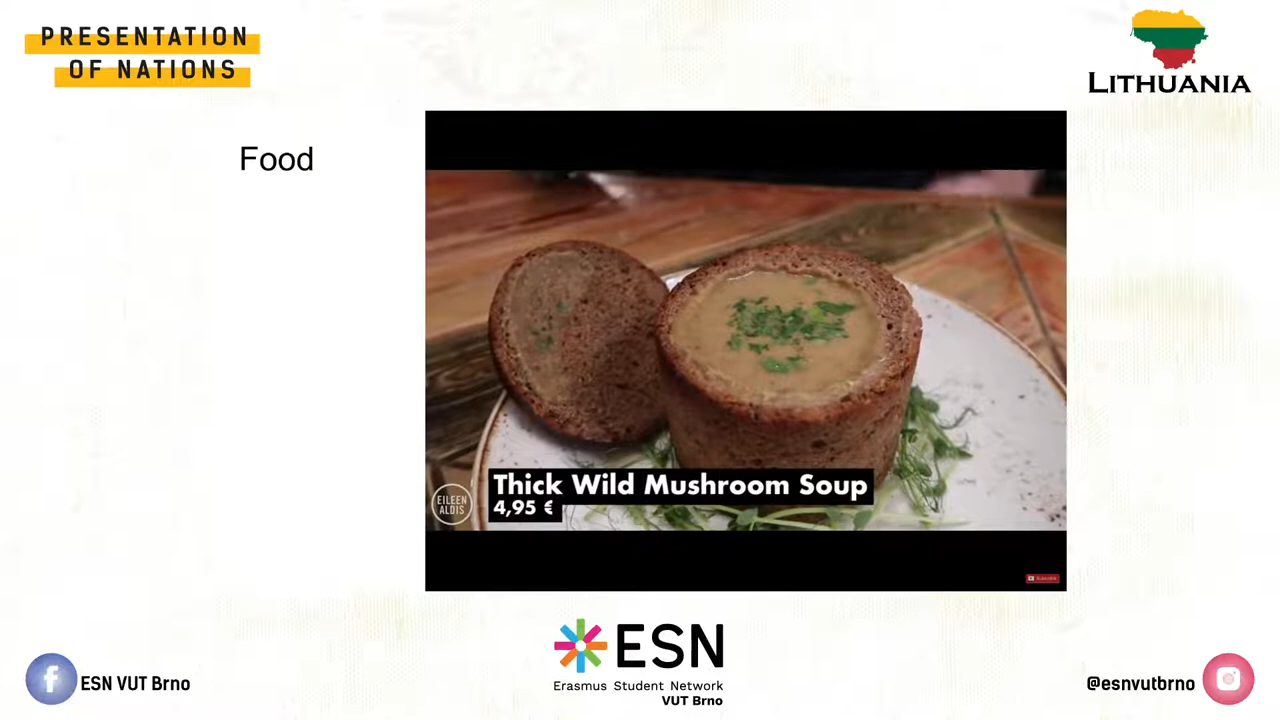 PRESENTATION
OF NATIONS
LITHUANIA
Food
Thick Wild Mushroom Soup
4,95 €
EILEEN
ALDIS
Subscribe
ESN
Erasmus Student Network
VUT Brno
f
ESN VUT Brno
@esnvutbrno